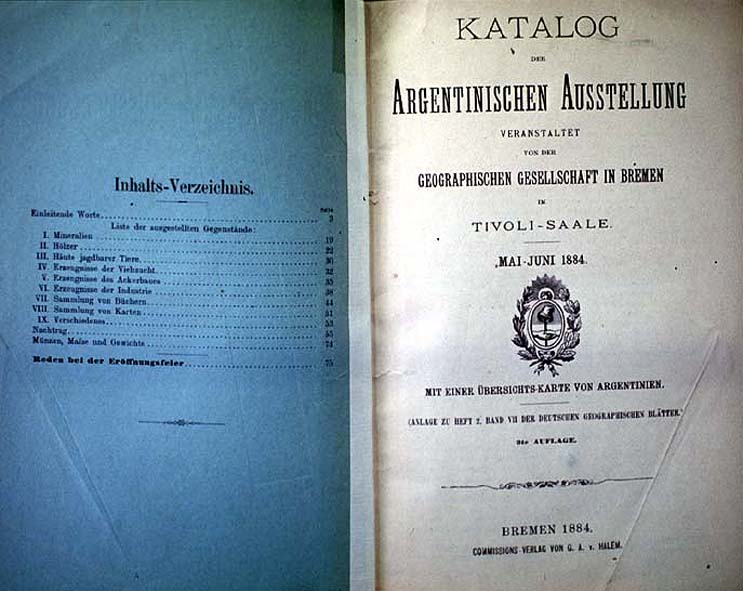 Inhalts-Verzeichnis.
Seite
Einleitende Worte 3
Liste der ausgestellten Gegenstände:
I. Mineralien 19
II. Hölzer 22
III. Häute jagdbarer Tiere. 30
IV. Erzeugnisse der Viehzucht. 32
V. Erzeugnisse des Ackerbaues 35
VI. Erzeugnisse der Industrie 38
VII. Sammlung von Büchern. 44
VIII. Sammlung von Karten 51
IX. Verschiedenes. 53
Nachtrag. 55
Münzen, Maße und Gewichte 74
Reden bei der Eröffnungsfeier 75
KATALOG
DER
ARGENTINISCHEN AUSSTELLUNG
VERANSTALTET
VON DER
GEOGRAPHISCHEN GESELLSCHAFT IN BREMEN
IM
TIVOLI-SAALE.
MAI-JUNI 1884.
MIT EINER ÜBERSICHTS-KARTE VON ARGENTINIEN.
(ANLAGE ZU HEFT 2, BAND VII DER DEUTSCHEN GEOGRAPHISCHEN BLÄTTER.)
AUFLAGE.
BREMEN 1884.
COMMISSIONS-VERLAG VON G. A. v. HALEM.